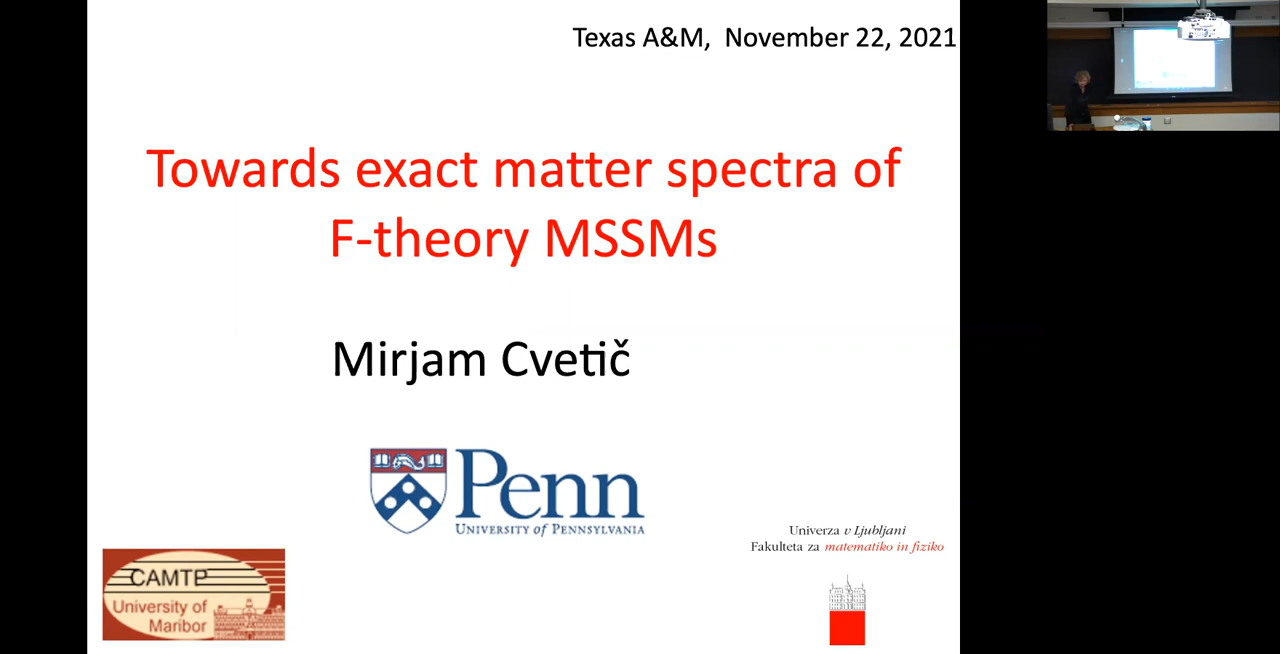 Texas A&M, November 22, 2021
Towards exact matter spectra of
F-theory MSSMs
Mirjam Cvetič
Penn
UNIVERSITY of PENNSYLVANIA
Univerza v Ljubljani
Fakulteta za matematiko in fiziko
CAMTP
University of
Maribor